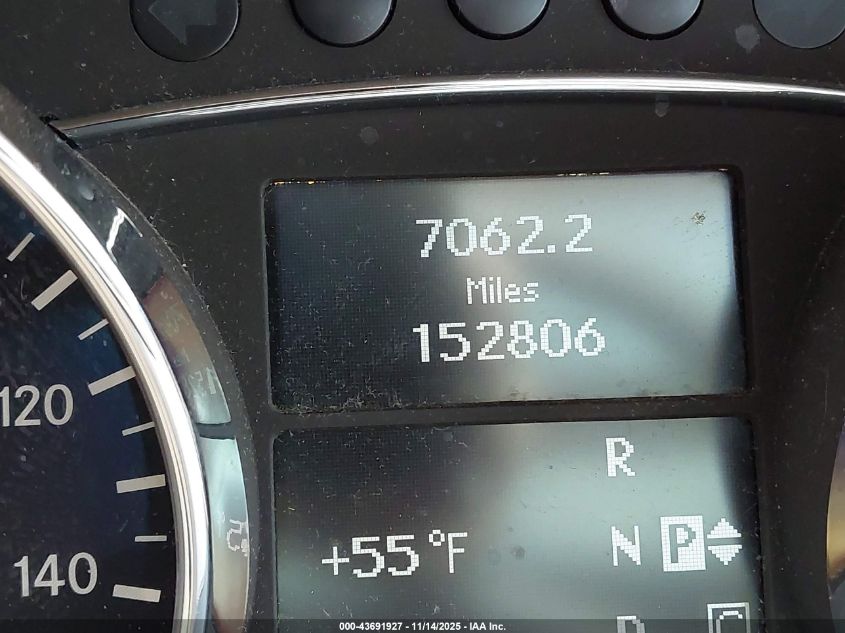 7062.2
Miles
152806
120
R
+55°F
N P
140
D C
000-43691927 - 11/14/2025 - IAA Inc.